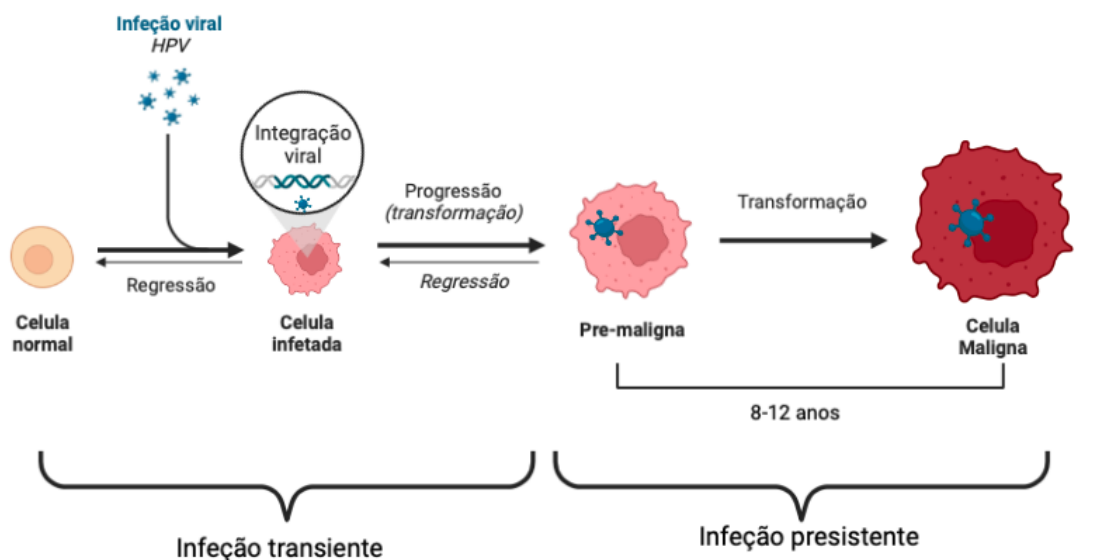 Infeção viral
HPV
Integração
viral
Progressão
(transformação)
Transformação
Regressão
Regressão
Celula
normal
Celula
infetada
Pre-maligna
Celula
Maligna
8-12 anos
Infeção transiente
Infeção presistente